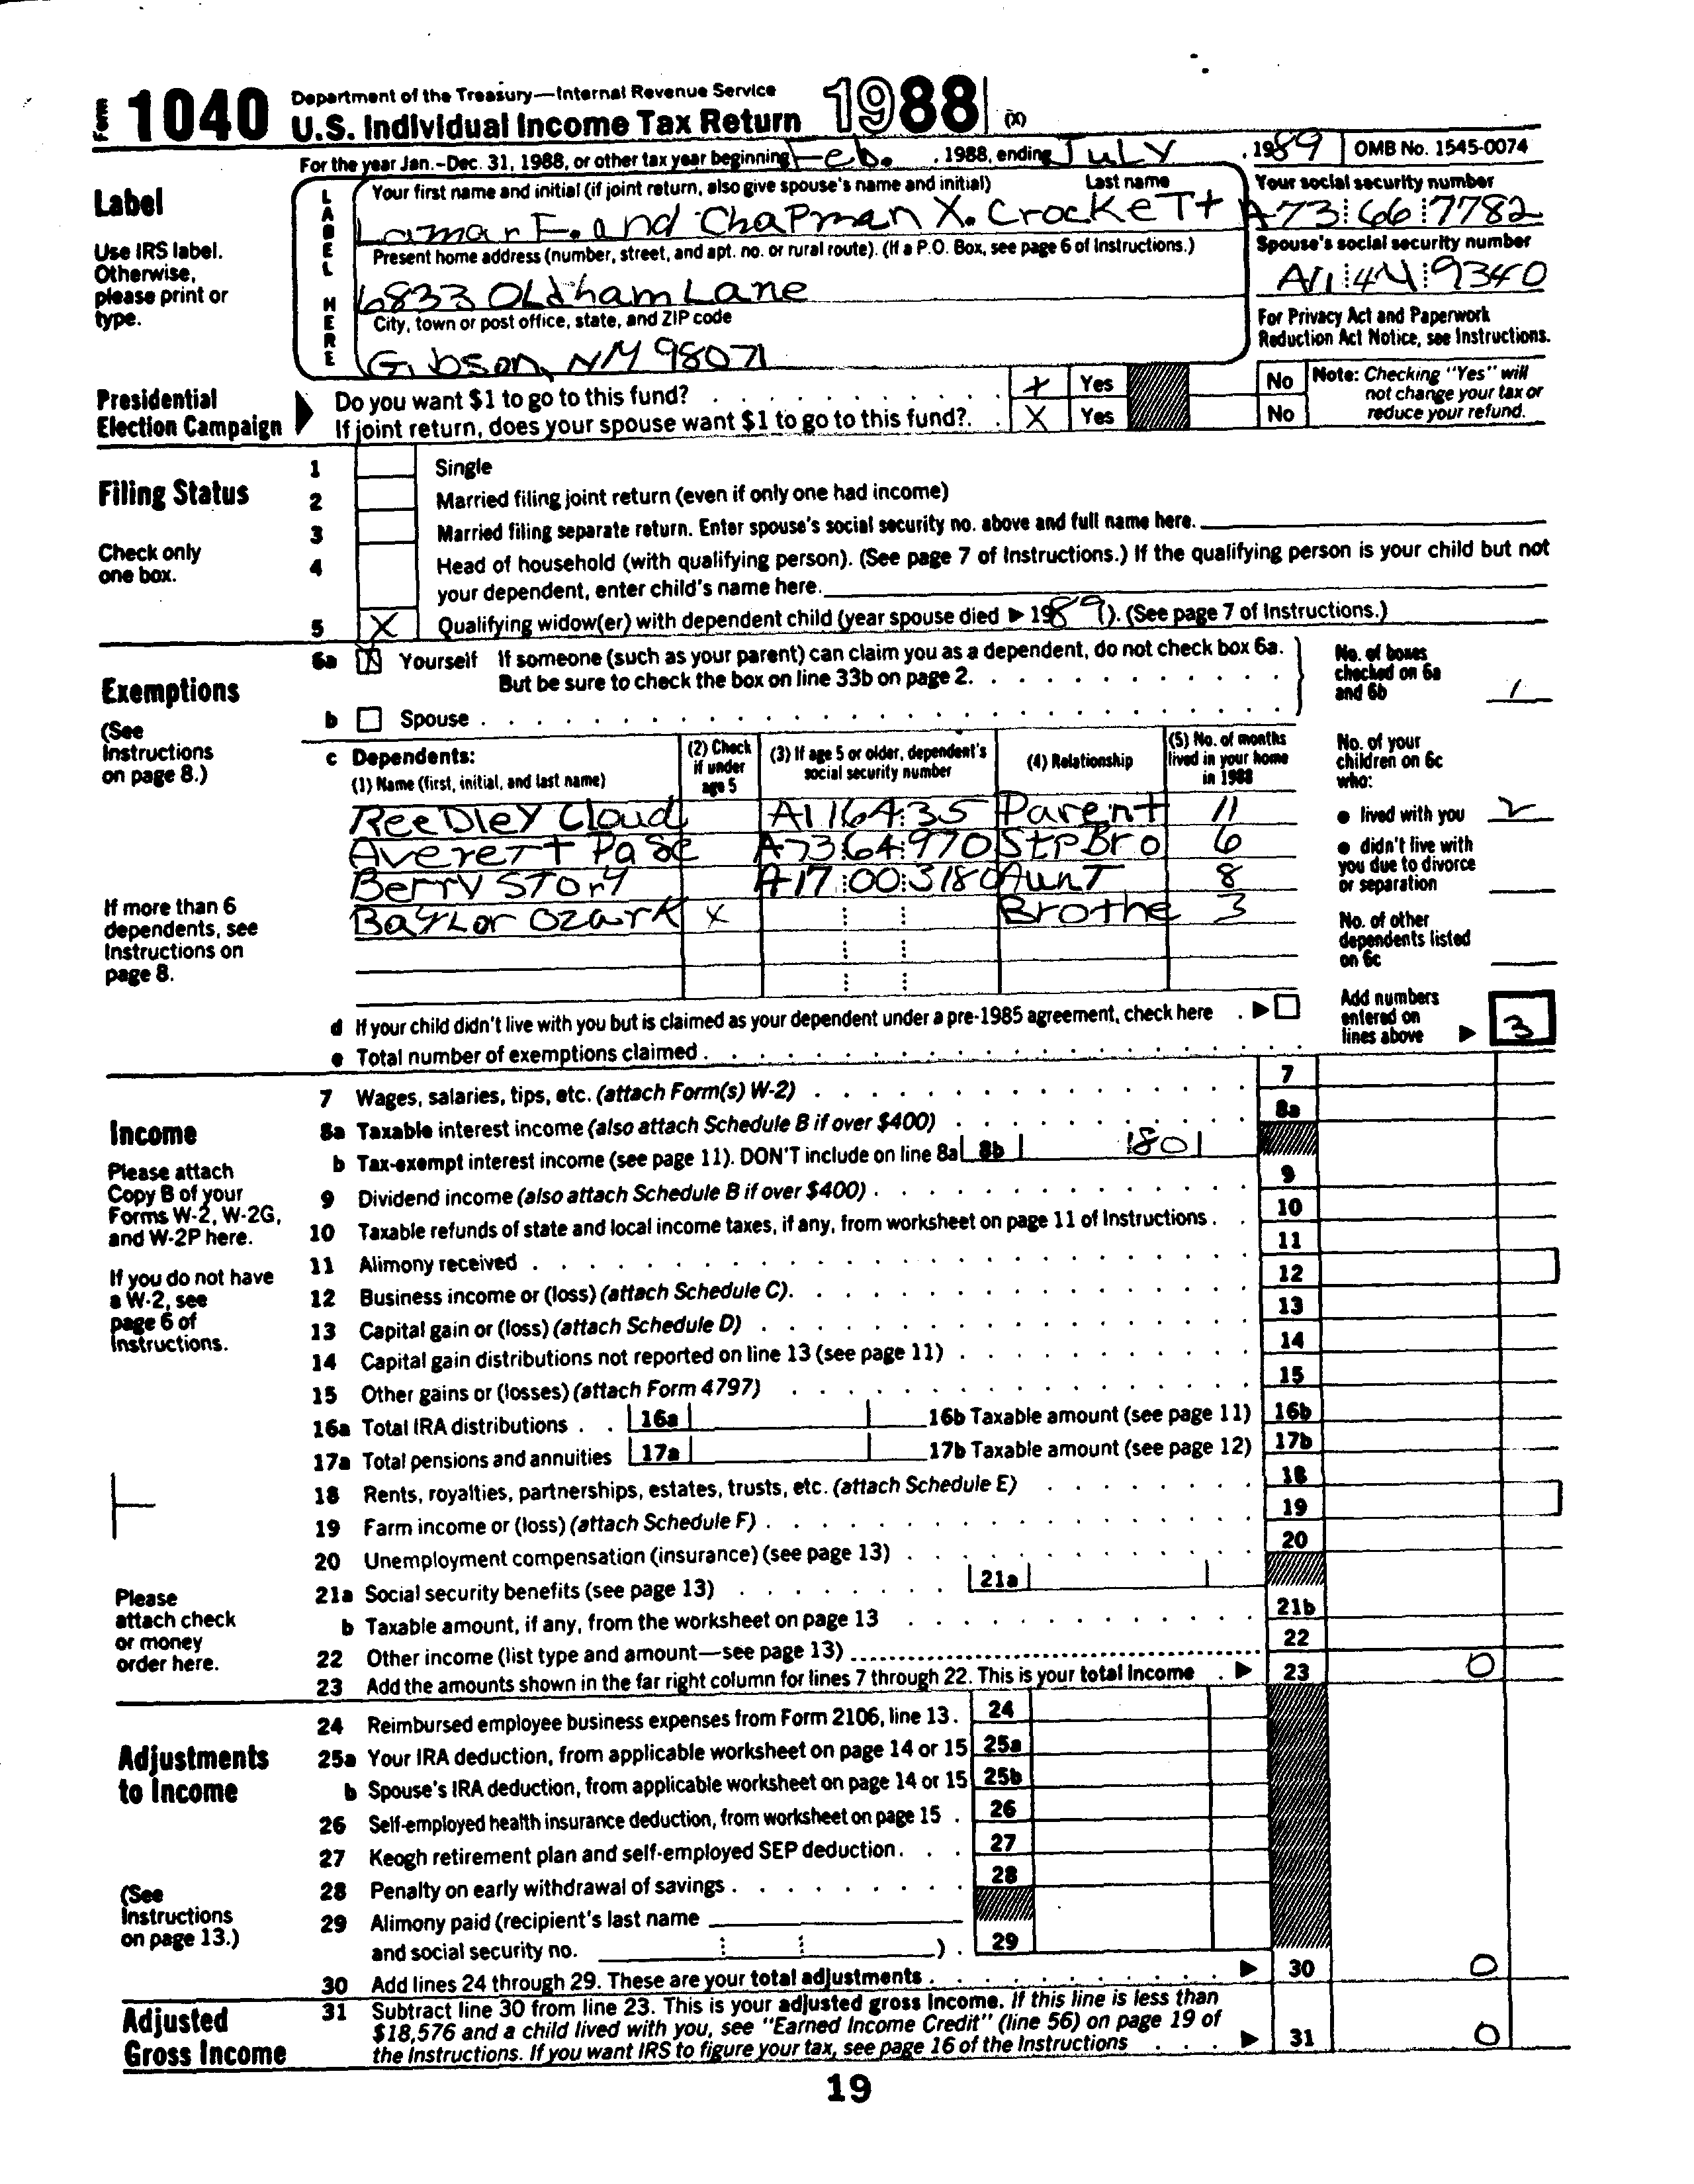 Form 1040 Department of the Treasury—Internal Revenue Service
U.S. Individual Income Tax Return 1988 (X)
For the year Jan.-Dec. 31, 1988, or other tax year beginning Feb. , 1988, ending July , 1989 OMB No. 1545-0074
Label
Use IRS label.
Otherwise,
please print or
type.
LABEL HERE
Your first name and initial (if joint return, also give spouse's name and initial) Last name
Lamar F. and Chapman X. Crockett
Your social security number
A73 66 7782
Present home address (number, street, and apt. no. or rural route). (If a P.O. Box, see page 6 of Instructions.)
6833 Oldham Lane
Spouse's social security number
A11 44 9340
City, town or post office, state, and ZIP code
Gibson, NM 98071
For Privacy Act and Paperwork
Reduction Act Notice, see Instructions.
Presidential
Election Campaign
Do you want $1 to go to this fund? X Yes No
If joint return, does your spouse want $1 to go to this fund? X Yes No
Note: Checking "Yes" will
not change your tax or
reduce your refund.
Filing Status
Check only
one box.
1 Single
2 Married filing joint return (even if only one had income)
3 Married filing separate return. Enter spouse's social security no. above and full name here.
4 Head of household (with qualifying person). (See page 7 of Instructions.) If the qualifying person is your child but not
your dependent, enter child's name here.
5 X Qualifying widow(er) with dependent child (year spouse died ▶ 1989). (See page 7 of Instructions.)
Exemptions
(See
Instructions
on page 8.)
6a X Yourself If someone (such as your parent) can claim you as a dependent, do not check box 6a.
But be sure to check the box on line 33b on page 2.
b Spouse
No. of boxes
checked on 6a
and 6b 1
c Dependents:
(1) Name (first, initial, and last name)
(2) Check
if under
age 5
(3) If age 5 or older, dependent's
social security number
(4) Relationship
(5) No. of months
lived in your home
in 1988
Reedley Cloud A1 16 4:35 Parent 11
Averett Page A73 64 970 StpBro 6
Berry Story A17 00 3180 Aunt 8
Baylor Ozark X Brothe 3
If more than 6
dependents, see
Instructions on
page 8.
No. of your
children on 6c
who:
● lived with you 2
● didn't live with
you due to divorce
or separation
No. of other
dependents listed
on 6c
d If your child didn't live with you but is claimed as your dependent under a pre-1985 agreement, check here ▶
e Total number of exemptions claimed
Add numbers
entered on
lines above ▶ 3
Income
Please attach
Copy B of your
Forms W-2, W-2G,
and W-2P here.
If you do not have
a W-2, see
page 6 of
Instructions.
Please
attach check
or money
order here.
7 Wages, salaries, tips, etc. (attach Form(s) W-2) 7
8a Taxable interest income (also attach Schedule B if over $400) 8a
b Tax-exempt interest income (see page 11). DON'T include on line 8a 8b 180
9 Dividend income (also attach Schedule B if over $400) 9
10 Taxable refunds of state and local income taxes, if any, from worksheet on page 11 of Instructions 10
11 Alimony received 11
12 Business income or (loss) (attach Schedule C) 12
13 Capital gain or (loss) (attach Schedule D) 13
14 Capital gain distributions not reported on line 13 (see page 11) 14
15 Other gains or (losses) (attach Form 4797) 15
16a Total IRA distributions 16a 16b Taxable amount (see page 11) 16b
17a Total pensions and annuities 17a 17b Taxable amount (see page 12) 17b
18 Rents, royalties, partnerships, estates, trusts, etc. (attach Schedule E) 18
19 Farm income or (loss) (attach Schedule F) 19
20 Unemployment compensation (insurance) (see page 13) 20
21a Social security benefits (see page 13) 21a
b Taxable amount, if any, from the worksheet on page 13 21b
22 Other income (list type and amount—see page 13) 22
23 Add the amounts shown in the far right column for lines 7 through 22. This is your total income ▶ 23 0
Adjustments
to Income
(See
Instructions
on page 13.)
24 Reimbursed employee business expenses from Form 2106, line 13. 24
25a Your IRA deduction, from applicable worksheet on page 14 or 15 25a
b Spouse's IRA deduction, from applicable worksheet on page 14 or 15 25b
26 Self-employed health insurance deduction, from worksheet on page 15 26
27 Keogh retirement plan and self-employed SEP deduction 27
28 Penalty on early withdrawal of savings 28
29 Alimony paid (recipient's last name
and social security no. ) 29
30 Add lines 24 through 29. These are your total adjustments ▶ 30 0
Adjusted
Gross Income
31 Subtract line 30 from line 23. This is your adjusted gross income. If this line is less than
$18,576 and a child lived with you, see "Earned Income Credit" (line 56) on page 19 of
the Instructions. If you want IRS to figure your tax, see page 16 of the Instructions ▶ 31 0
19